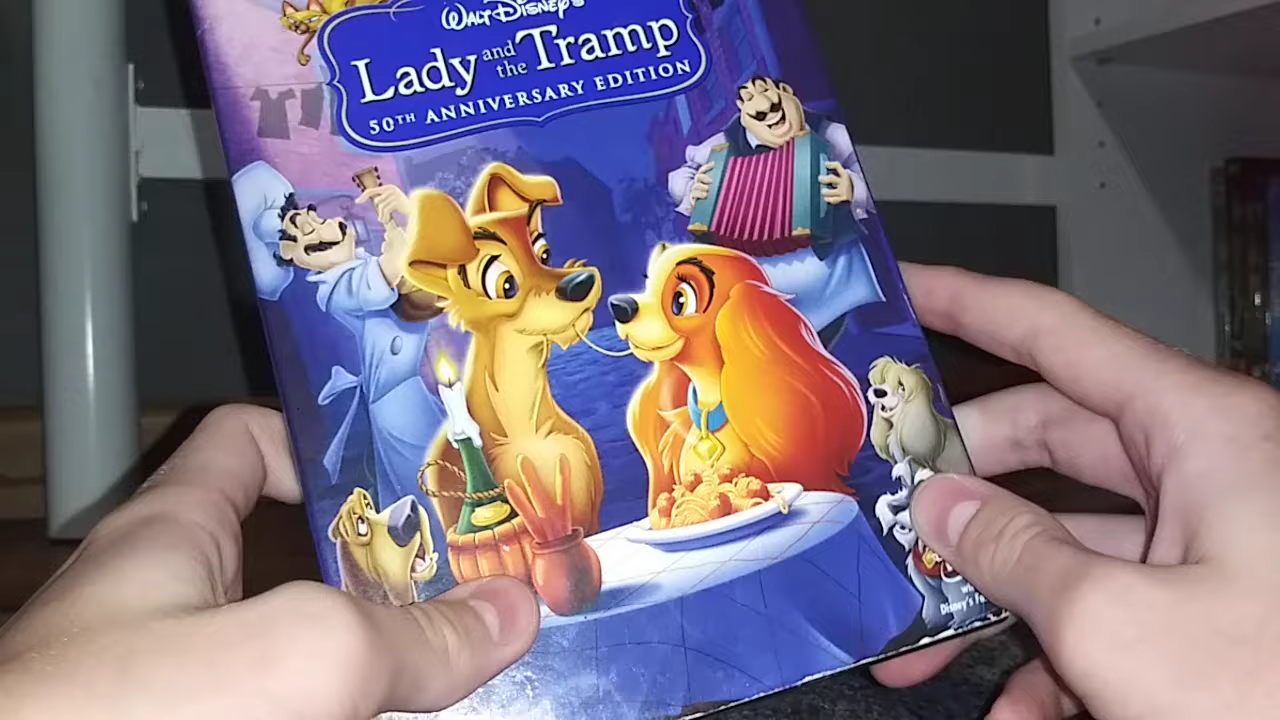 Walt Disney's
Lady and the Tramp
50TH ANNIVERSARY EDITION
Disney's